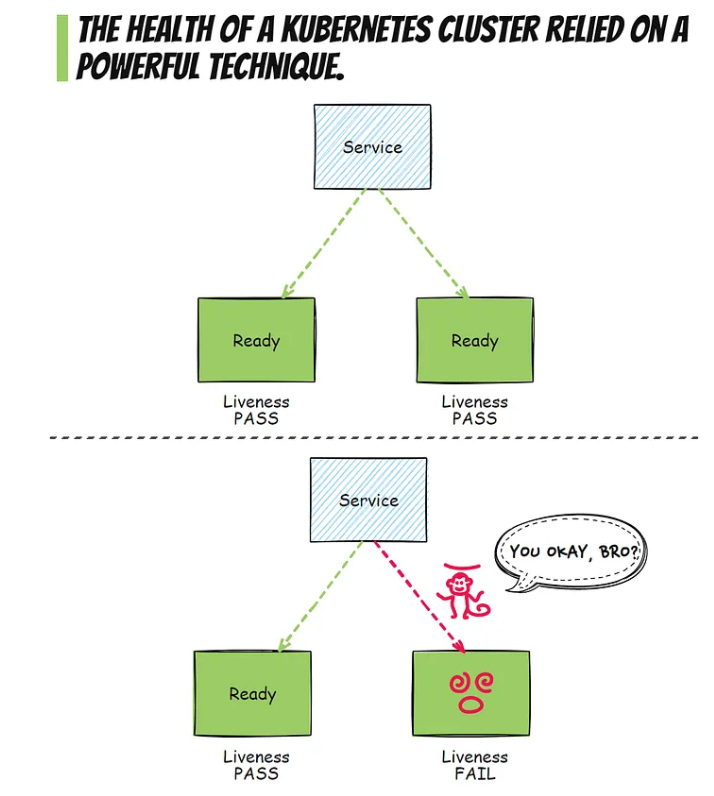 THE HEALTH OF A KUBERNETES CLUSTER RELIED ON A
POWERFUL TECHNIQUE.
Service
Ready
Ready
Liveness
PASS
Liveness
PASS
Service
YOU OKAY, BRO?
Ready
Liveness
PASS
Liveness
FAIL